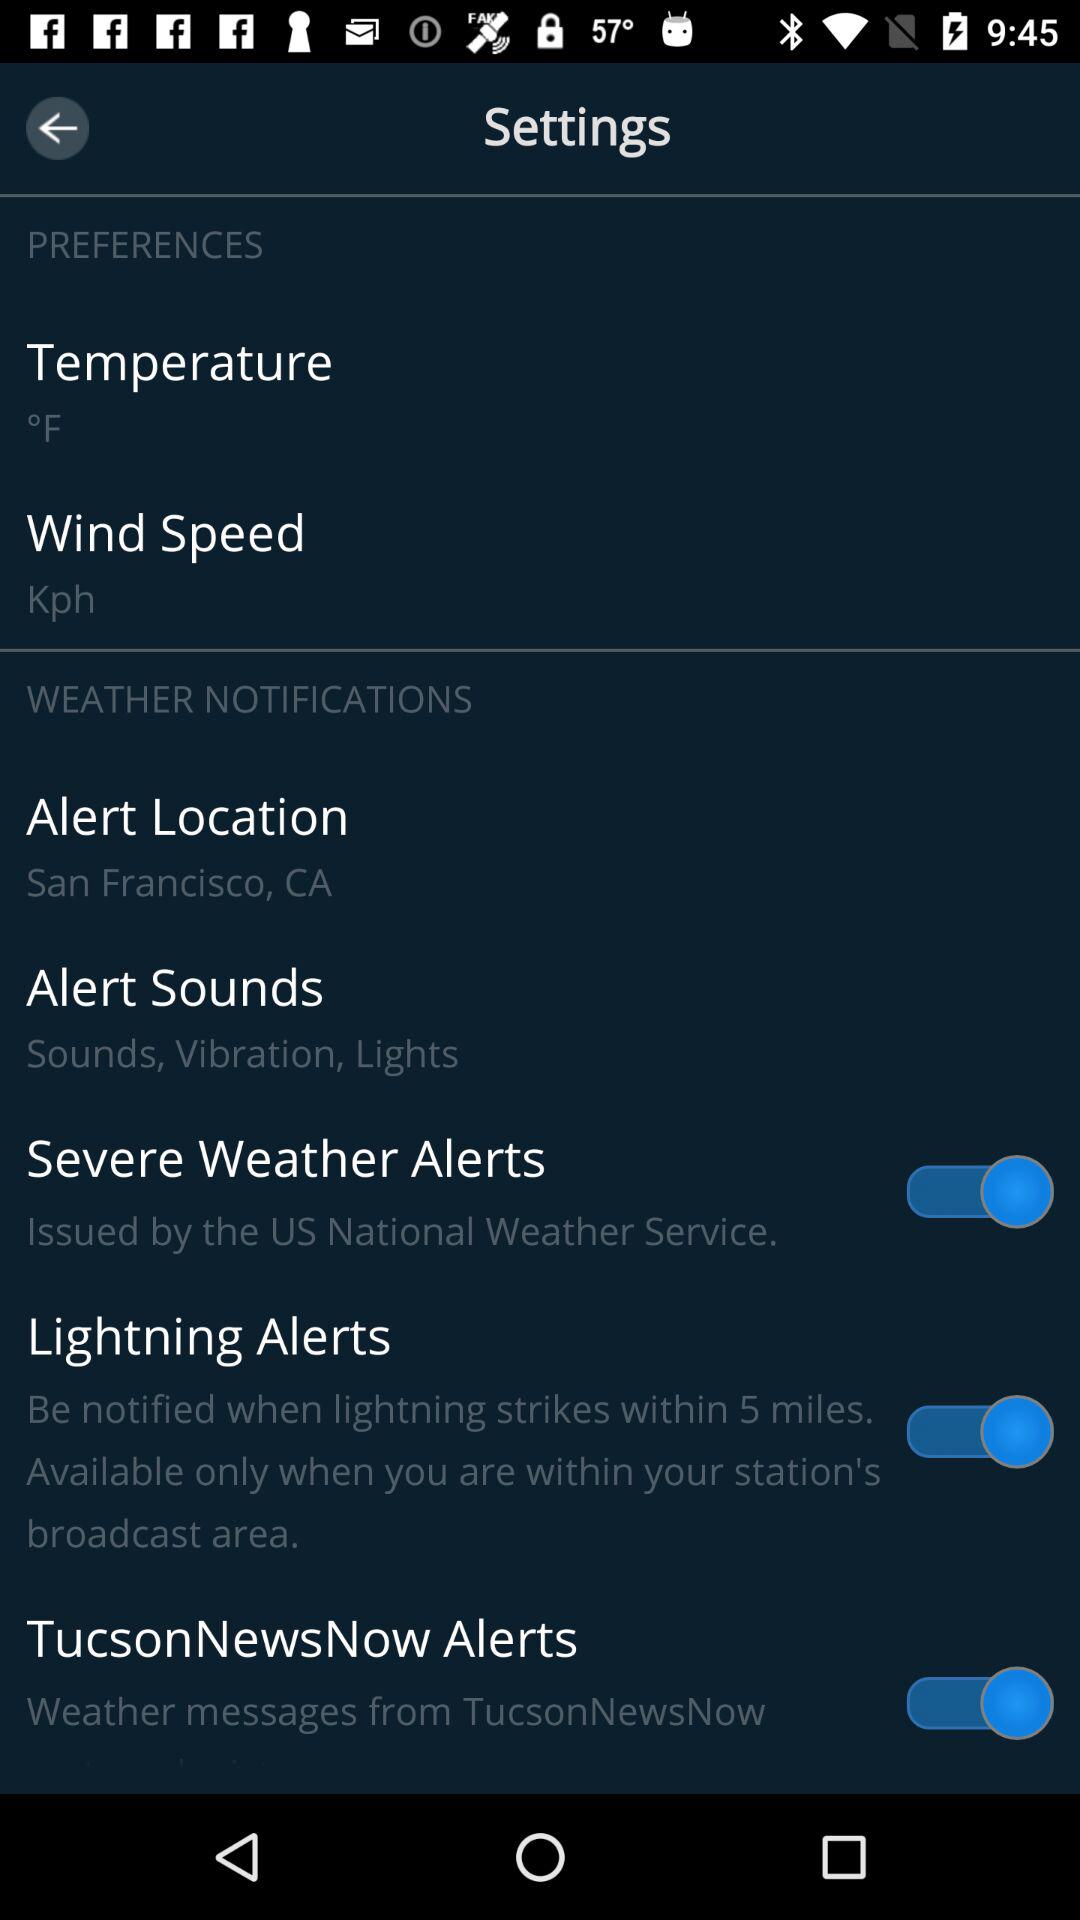 FAKE 57° 9:45
Settings
PREFERENCES
Temperature
°F
Wind Speed
Kph
WEATHER NOTIFICATIONS
Alert Location
San Francisco, CA
Alert Sounds
Sounds, Vibration, Lights
Severe Weather Alerts
Issued by the US National Weather Service.
Lightning Alerts
Be notified when lightning strikes within 5 miles.
Available only when you are within your station's
broadcast area.
TucsonNewsNow Alerts
Weather messages from TucsonNewsNow